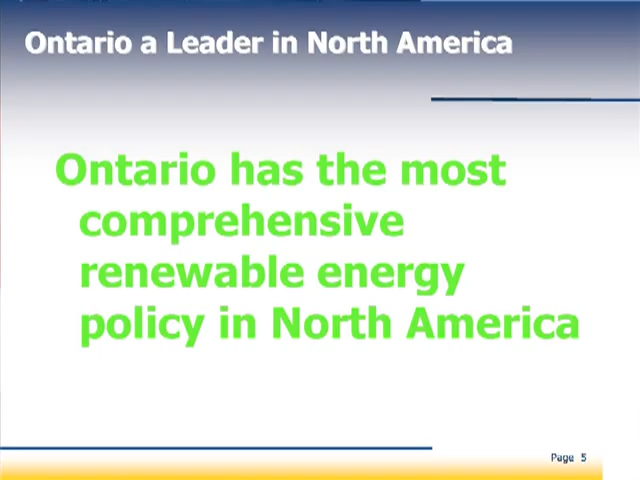 Ontario a Leader in North America
Ontario has the most
comprehensive
renewable energy
policy in North America
Page 5